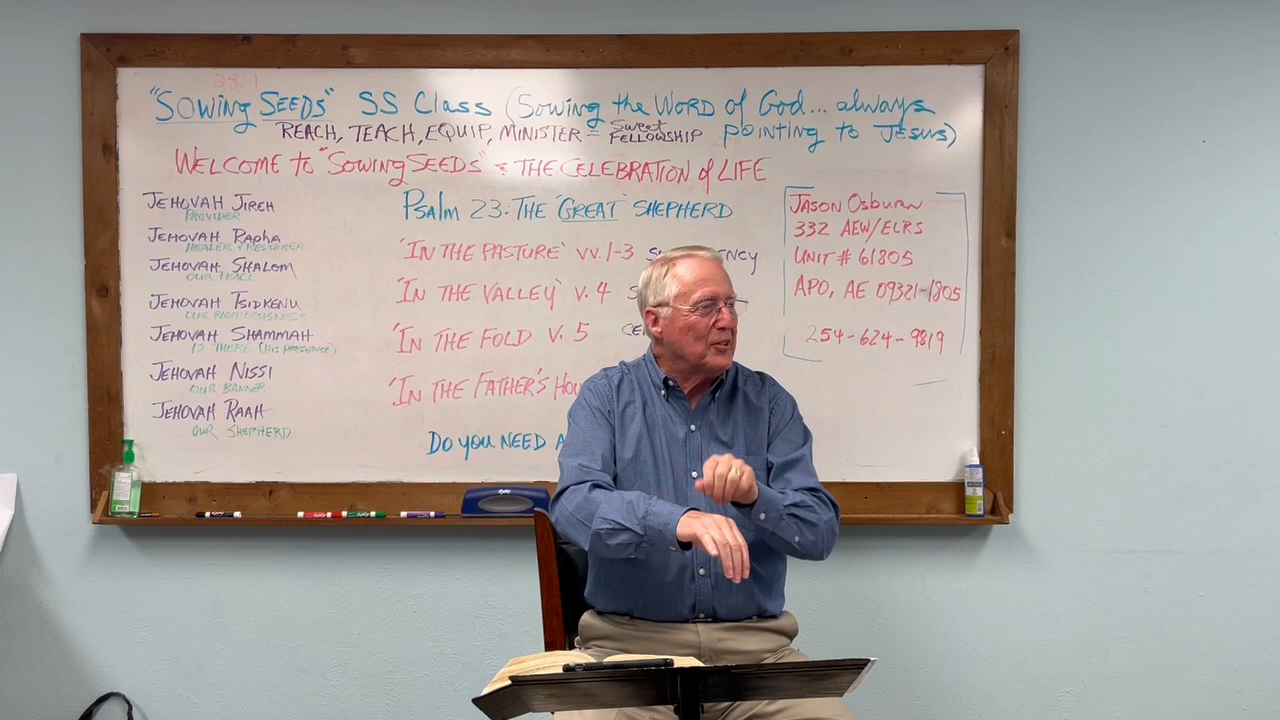 28:1
"SOWING SEEDS" SS CLASS (SOWING THE WORD OF GOD... always
REACH, TEACH, EQUIP, MINISTER = SWEET FELLOWSHIP pointing to JESUS)
WELCOME TO "SOWING SEEDS" & THE CELEBRATION of LIFE
JEHOVAH JIREH
PROVIDER
JEHOVAH RAPHA
HEALER & RESTORER
JEHOVAH SHALOM
OUR PEACE
JEHOVAH TSIDKENU
OUR RIGHTEOUSNESS
JEHOVAH SHAMMAH
IS THERE (HIS PRESENCE)
JEHOVAH NISSI
OUR BANNER
JEHOVAH RAAH
OUR SHEPHERD
PSALM 23: THE 'GREAT' SHEPHERD
'IN THE PASTURE' VV. 1-3
'IN THE VALLEY' V. 4
'IN THE FOLD V. 5
'IN THE FATHER'S
DO YOU NEED A
JASON OSBURN
332 AEW/ELRS
UNIT # 61805
APO, AE 09321-1805
254-624-9819